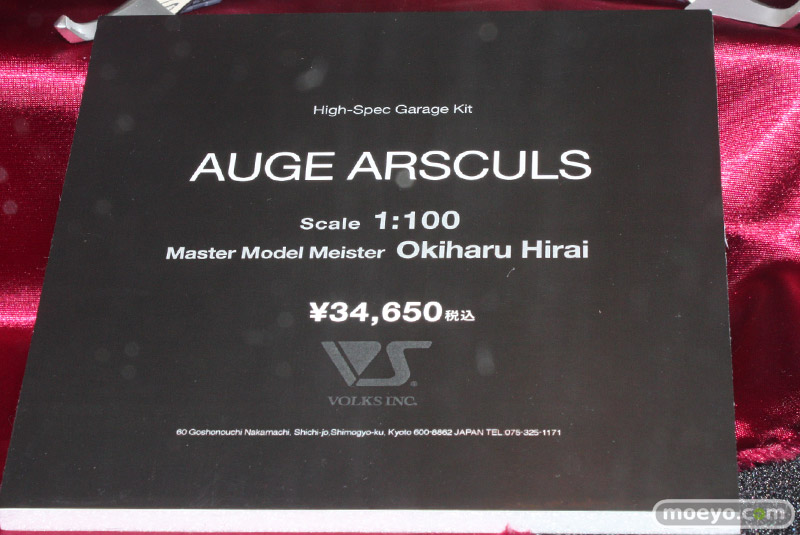 High-Spec Garage Kit
AUGE ARSCULS
Scale 1:100
Master Model Meister Okiharu Hirai
¥34,650税込
VS®
VOLKS INC.
60 Goshonouchi Nakamachi, Shichi-jo,Shimogyo-ku, Kyoto 600-8862 JAPAN TEL 075-325-1171
moeyo.com